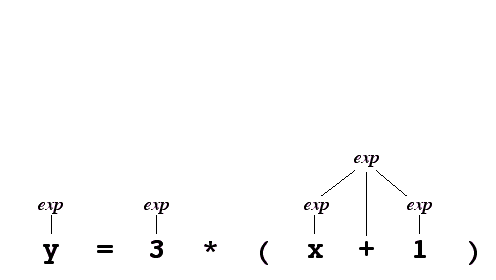 exp
exp exp exp exp
y = 3 * ( x + 1 )